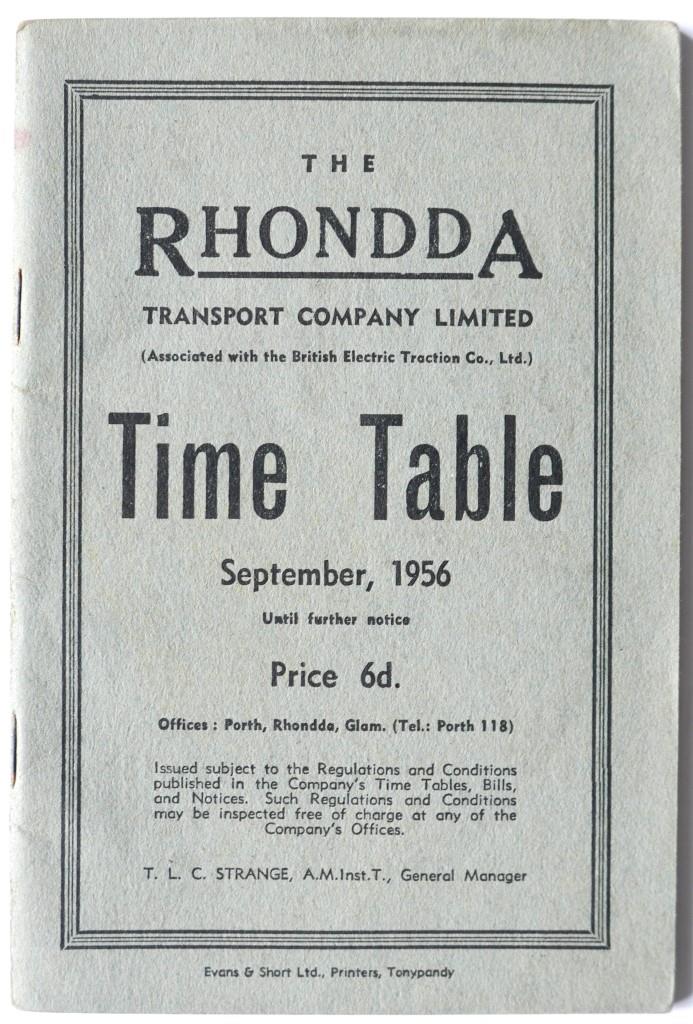 THE
RHONDDA
TRANSPORT COMPANY LIMITED
(Associated with the British Electric Traction Co., Ltd.)
Time Table
September, 1956
Until further notice
Price 6d.
Offices : Porth, Rhondda, Glam. (Tel.: Porth 118)
Issued subject to the Regulations and Conditions
published in the Company's Time Tables, Bills,
and Notices. Such Regulations and Conditions
may be inspected free of charge at any of the
Company's Offices.
T. L. C. STRANGE, A.M.Inst.T., General Manager
Evans & Short Ltd., Printers, Tonypandy